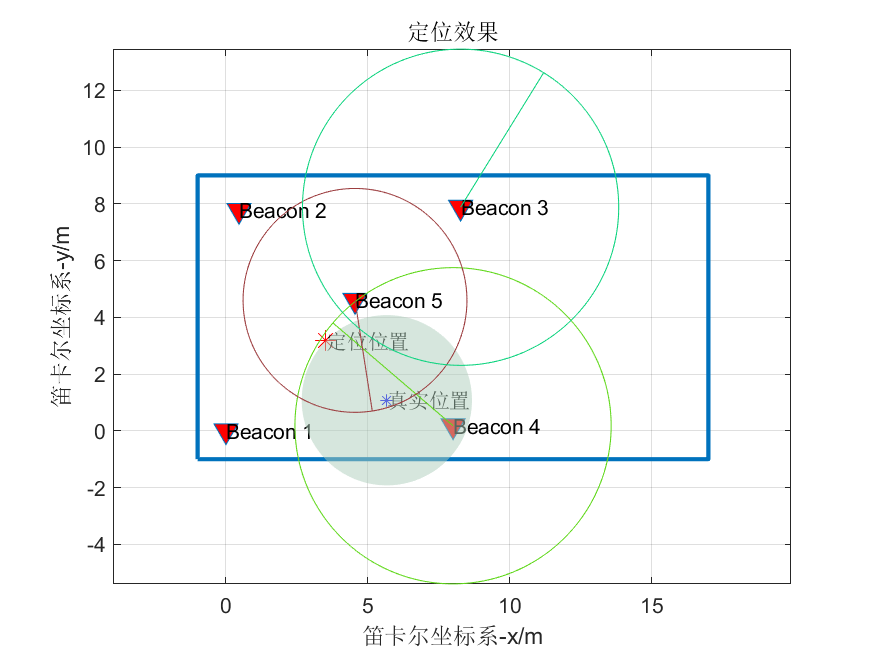 定位效果
12
10
8
6
4
2
0
-2
-4
Beacon 2
Beacon 3
Beacon 5
定位位置
真实位置
Beacon 1
Beacon 4
0
5
10
15
笛卡尔坐标系-x/m
笛卡尔坐标系-y/m